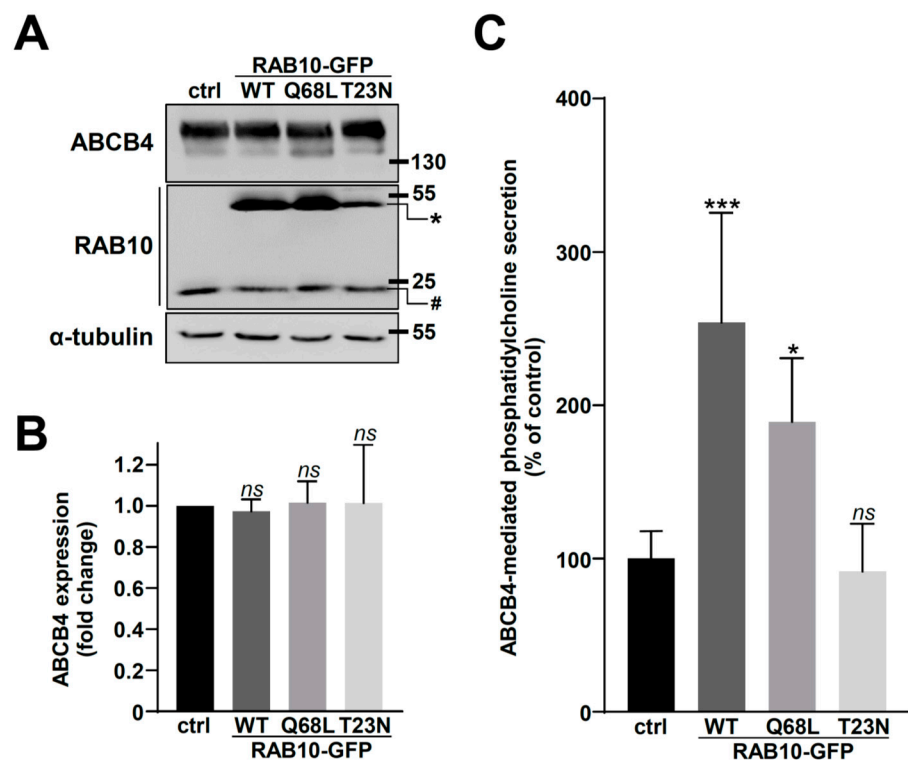 A
RAB10-GFP
ctrl WT Q68L T23N
ABCB4
130
RAB10
55
*
25
#
α-tubulin
55
B
ABCB4 expression
(fold change)
1.2
1.0
0.8
0.6
0.4
0.2
0
ns
ns
ns
ctrl WT Q68L T23N
RAB10-GFP
C
ABCB4-mediated phosphatidylcholine secretion
(% of control)
400
300
200
100
0
***
*
ns
ctrl WT Q68L T23N
RAB10-GFP